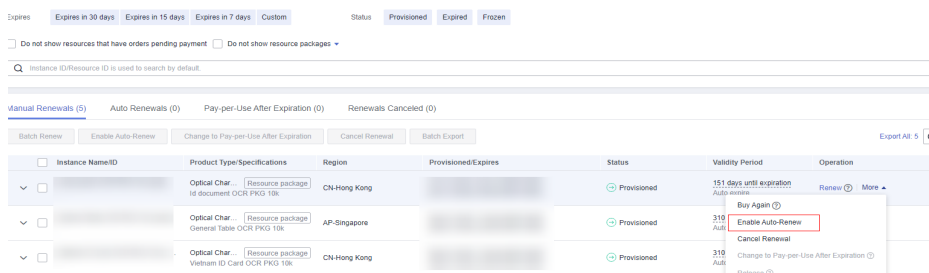 Expires Expires in 30 days Expires in 15 days Expires in 7 days Custom Status Provisioned Expired Frozen
Do not show resources that have orders pending payment Do not show resource packages
Instance ID/Resource ID is used to search by default.
Manual Renewals (5) Auto Renewals (0) Pay-per-Use After Expiration (0) Renewals Canceled (0)
Batch Renew Enable Auto-Renew Change to Pay-per-Use After Expiration Cancel Renewal Batch Export Export All: 5
Instance Name/ID Product Type/Specifications Region Provisioned/Expires Status Validity Period Operation
Optical Char... Resource package
Id document OCR PKG 10k
CN-Hong Kong Provisioned
151 days until expiration
Auto expire
Renew More
Buy Again
Enable Auto-Renew
Cancel Renewal
Change to Pay-per-Use After Expiration
Release
Optical Char... Resource package
General Table OCR PKG 10k
AP-Singapore Provisioned
310
Auto
Optical Char... Resource package
Vietnam ID Card OCR PKG 10k
CN-Hong Kong Provisioned
310
Auto